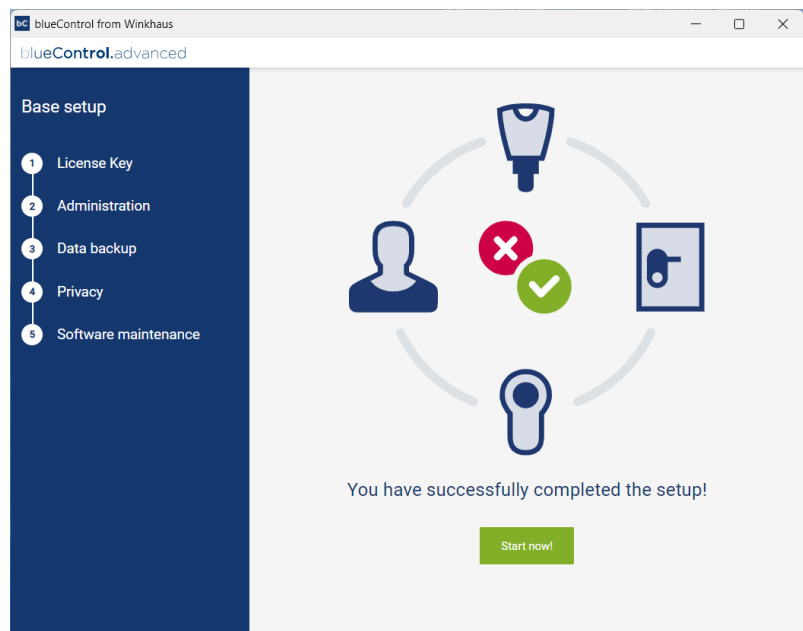 bC blueControl from Winkhaus
blueControl.advanced
Base setup
1 License Key
2 Administration
3 Data backup
4 Privacy
5 Software maintenance
You have successfully completed the setup!
Start now!